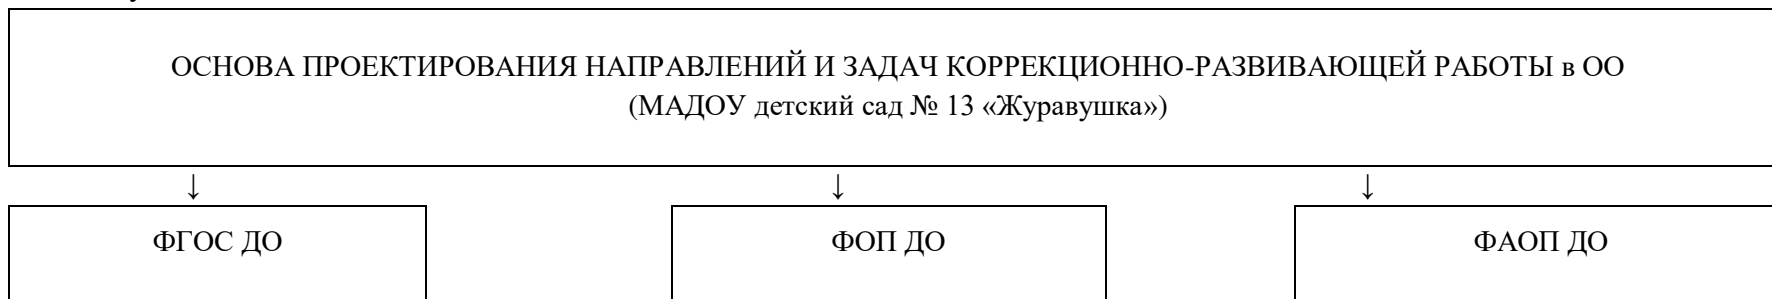 ОСНОВА ПРОЕКТИРОВАНИЯ НАПРАВЛЕНИЙ И ЗАДАЧ КОРРЕКЦИОННО-РАЗВИВАЮЩЕЙ РАБОТЫ в ОО
(МАДОУ детский сад № 13 «Журавушка»)
↓ ↓ ↓
ФГОС ДО ФОП ДО ФАОП ДО